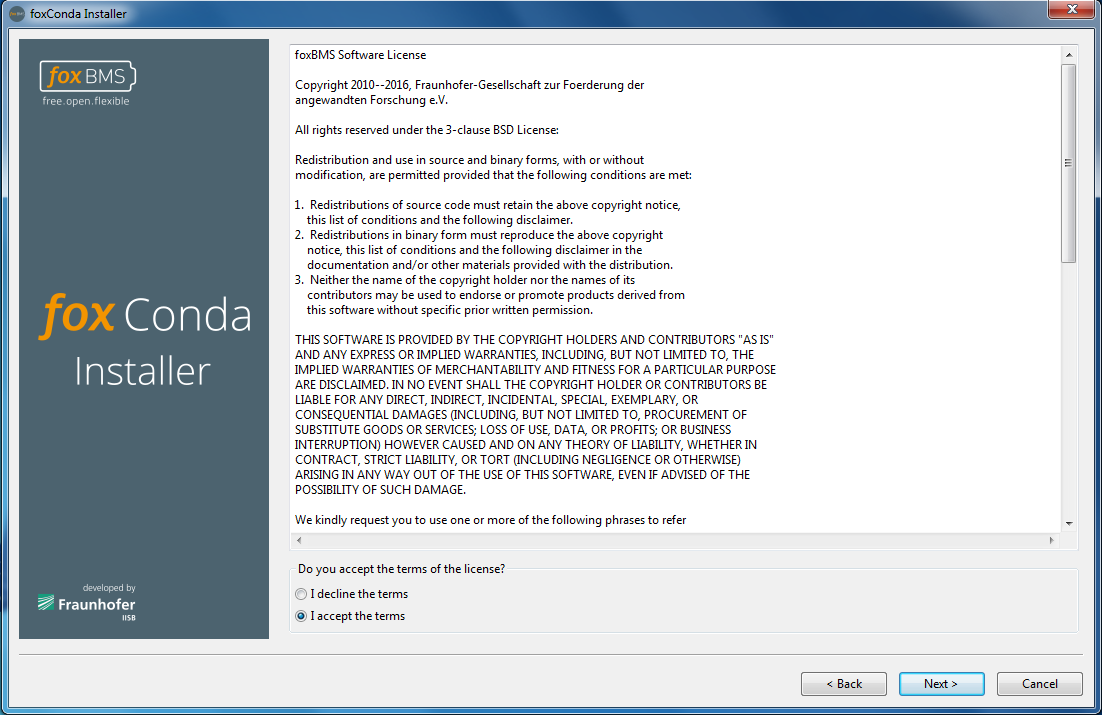 foxConda Installer
fox BMS
free.open.flexible
fox Conda
Installer
developed by
Fraunhofer
IISB
foxBMS Software License
Copyright 2010--2016, Fraunhofer-Gesellschaft zur Foerderung der
angewandten Forschung e.V.
All rights reserved under the 3-clause BSD License:
Redistribution and use in source and binary forms, with or without
modification, are permitted provided that the following conditions are met:
1.  Redistributions of source code must retain the above copyright notice,
this list of conditions and the following disclaimer.
2.  Redistributions in binary form must reproduce the above copyright
notice, this list of conditions and the following disclaimer in the
documentation and/or other materials provided with the distribution.
3.  Neither the name of the copyright holder nor the names of its
contributors may be used to endorse or promote products derived from
this software without specific prior written permission.
THIS SOFTWARE IS PROVIDED BY THE COPYRIGHT HOLDERS AND CONTRIBUTORS "AS IS"
AND ANY EXPRESS OR IMPLIED WARRANTIES, INCLUDING, BUT NOT LIMITED TO, THE
IMPLIED WARRANTIES OF MERCHANTABILITY AND FITNESS FOR A PARTICULAR PURPOSE
ARE DISCLAIMED. IN NO EVENT SHALL THE COPYRIGHT HOLDER OR CONTRIBUTORS BE
LIABLE FOR ANY DIRECT, INDIRECT, INCIDENTAL, SPECIAL, EXEMPLARY, OR
CONSEQUENTIAL DAMAGES (INCLUDING, BUT NOT LIMITED TO, PROCUREMENT OF
SUBSTITUTE GOODS OR SERVICES; LOSS OF USE, DATA, OR PROFITS; OR BUSINESS
INTERRUPTION) HOWEVER CAUSED AND ON ANY THEORY OF LIABILITY, WHETHER IN
CONTRACT, STRICT LIABILITY, OR TORT (INCLUDING NEGLIGENCE OR OTHERWISE)
ARISING IN ANY WAY OUT OF THE USE OF THIS SOFTWARE, EVEN IF ADVISED OF THE
POSSIBILITY OF SUCH DAMAGE.
We kindly request you to use one or more of the following phrases to refer
Do you accept the terms of the license?
I decline the terms
I accept the terms
< Back
Next >
Cancel